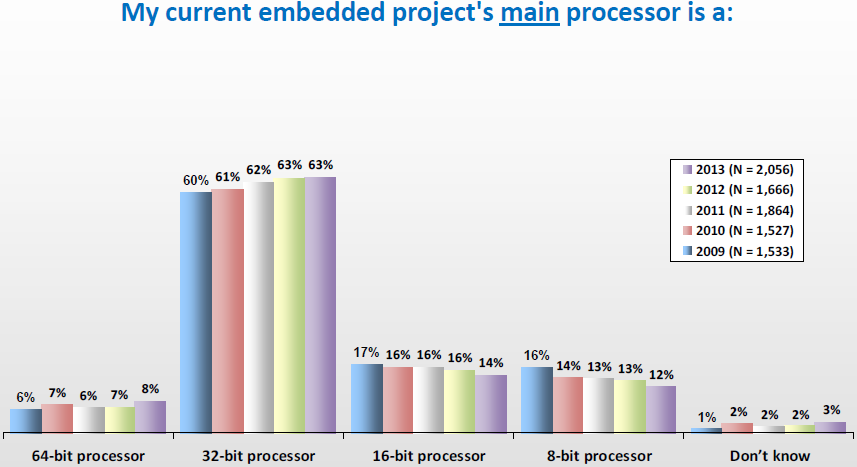 My current embedded project's main processor is a:
2013 (N = 2,056)
2012 (N = 1,666)
2011 (N = 1,864)
2010 (N = 1,527)
2009 (N = 1,533)
6% 7% 6% 7% 8%
60% 61% 62% 63% 63%
17% 16% 16% 16% 14%
16% 14% 13% 13% 12%
1% 2% 2% 2% 3%
64-bit processor 32-bit processor 16-bit processor 8-bit processor Don't know